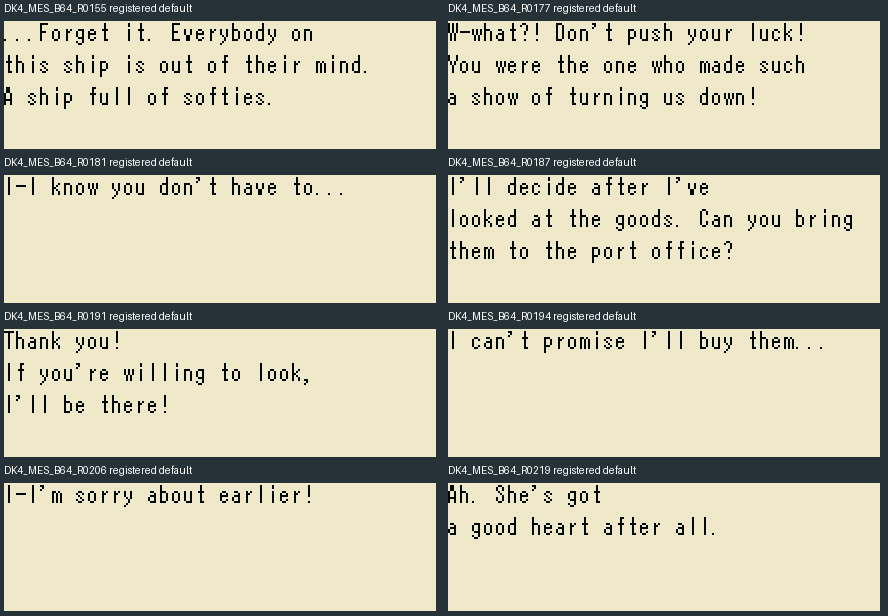 DK4_MES_B64_R0155 registered default
...Forget it. Everybody on
this ship is out of their mind.
A ship full of softies.
DK4_MES_B64_R0177 registered default
W-what?! Don't push your luck!
You were the one who made such
a show of turning us down!
DK4_MES_B64_R0181 registered default
I-I know you don't have to...
DK4_MES_B64_R0187 registered default
I'll decide after I've
looked at the goods. Can you bring
them to the port office?
DK4_MES_B64_R0191 registered default
Thank you!
If you're willing to look,
I'll be there!
DK4_MES_B64_R0194 registered default
I can't promise I'll buy them...
DK4_MES_B64_R0206 registered default
I-I'm sorry about earlier!
DK4_MES_B64_R0219 registered default
Ah. She's got
a good heart after all.